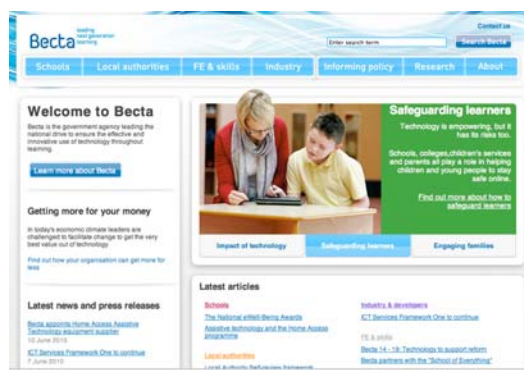 Contact us
Becta leading next generation learning
Enter search term
Search Becta
Schools
Local authorities
FE & skills
Industry
Informing policy
Research
About
Welcome to Becta
Becta is the government agency leading the
national drive to ensure the effective and
innovative use of technology throughout
learning.
Learn more about Becta
Getting more for your money
In today's economic climate leaders are
challenged to facilitate change to get the very
best value out of technology
Find out how your organisation can get more for
less
Latest news and press releases
Becta appoints Home Access Assistive
Technology equipment supplier
10 June 2010
ICT Services Framework One to continue
7 June 2010
Safeguarding learners
Technology is empowering, but it
has its risks too.
Schools, colleges,children's services
and parents all play a role in helping
children and young people to stay
safe online.
Find out more about how to
safeguard learners
Impact of technology
Safeguarding learners
Engaging families
Latest articles
Schools
The National eWell-Being Awards
Assistive technology and the Home Access
programme
Local authorities
Local Authority
framework
Industry & developers
ICT Services Framework One to continue
FE & skills
Becta 14 - 19: Technology to support reform
Becta partners with the "School of Everything"